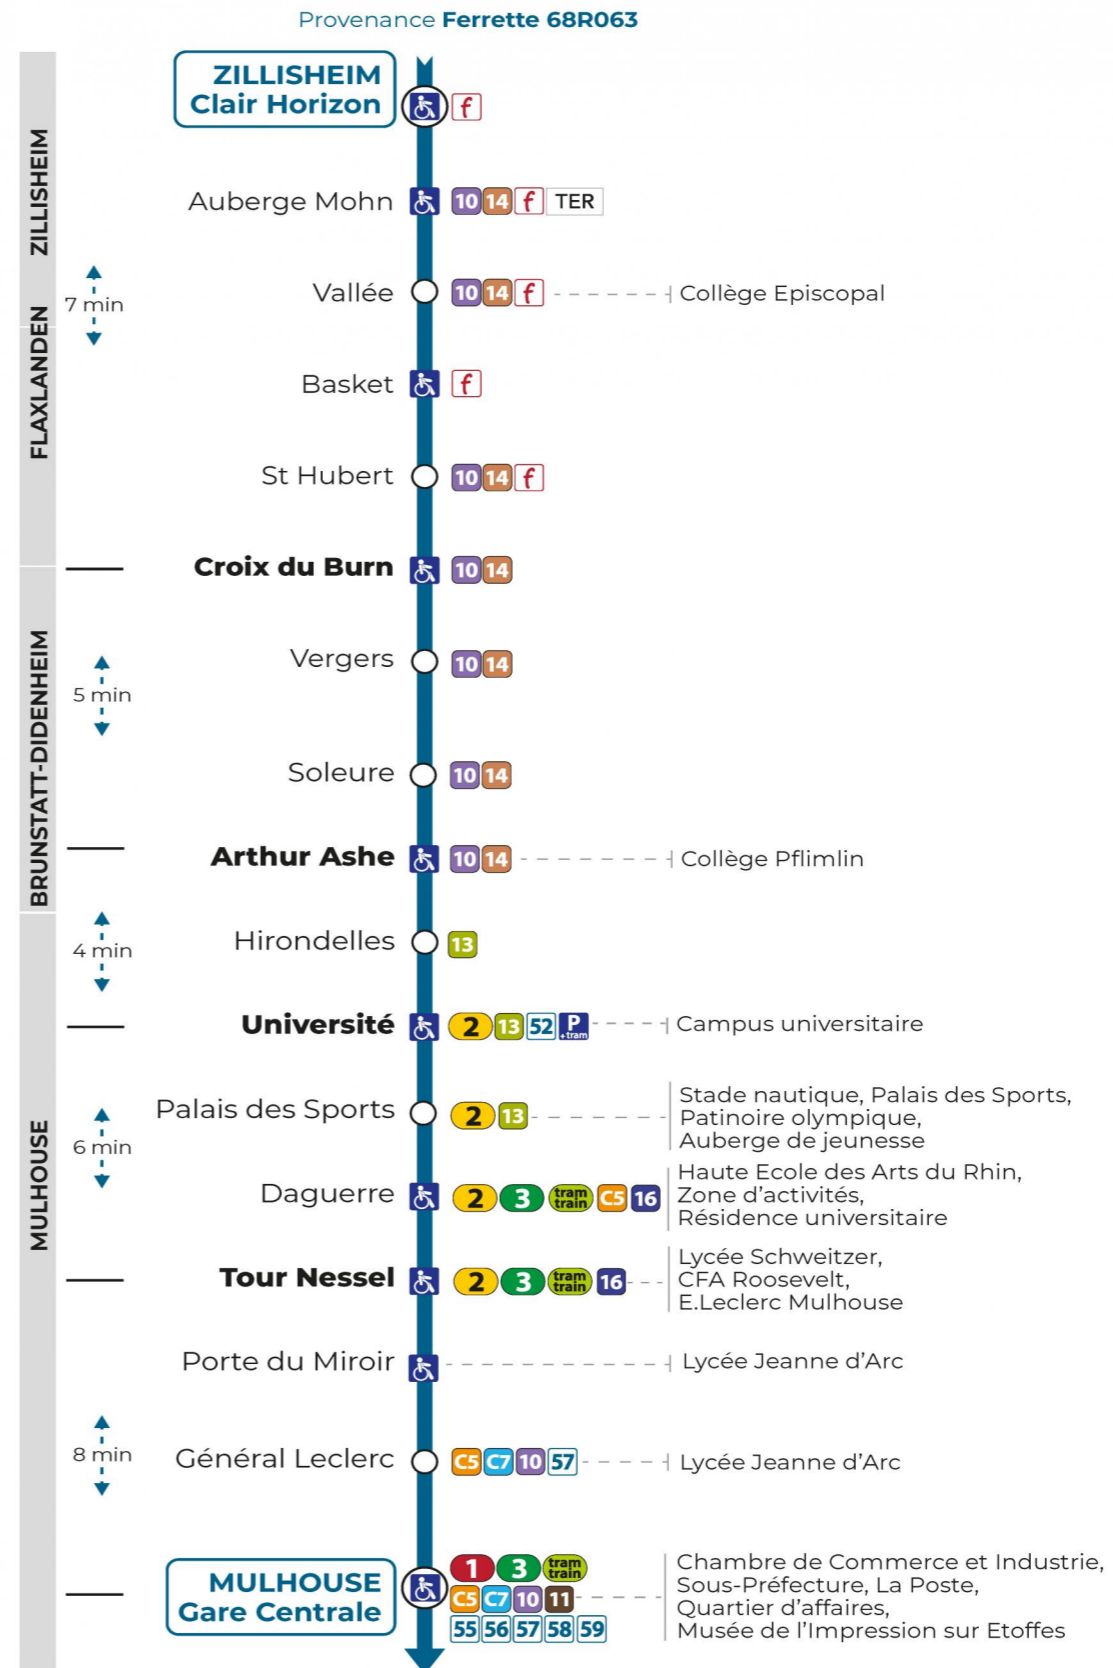 Provenance Ferrette 68R063
ZILLISHEIM
Clair Horizon
f
ZILLISHEIM
Auberge Mohn 10 14 f TER
7 min
Vallée 10 14 f Collège Episcopal
FLAXLANDEN
Basket f
St Hubert 10 14 f
Croix du Burn 10 14
BRUNSTATT-DIDENHEIM
Vergers 10 14
5 min
Soleure 10 14
Arthur Ashe 10 14 Collège Pflimlin
4 min
Hirondelles 13
Université 2 13 52 P +tram Campus universitaire
MULHOUSE
Palais des Sports 2 13
Stade nautique, Palais des Sports,
Patinoire olympique,
Auberge de jeunesse
6 min
Daguerre 2 3 tram train C5 16
Haute Ecole des Arts du Rhin,
Zone d'activités,
Résidence universitaire
Tour Nessel 2 3 tram train 16
Lycée Schweitzer,
CFA Roosevelt,
E.Leclerc Mulhouse
Porte du Miroir Lycée Jeanne d'Arc
8 min
Général Leclerc C5 C7 10 57 Lycée Jeanne d'Arc
MULHOUSE
Gare Centrale
1 3 tram train
C5 C7 10 11
55 56 57 58 59
Chambre de Commerce et Industrie,
Sous-Préfecture, La Poste,
Quartier d'affaires,
Musée de l'Impression sur Etoffes